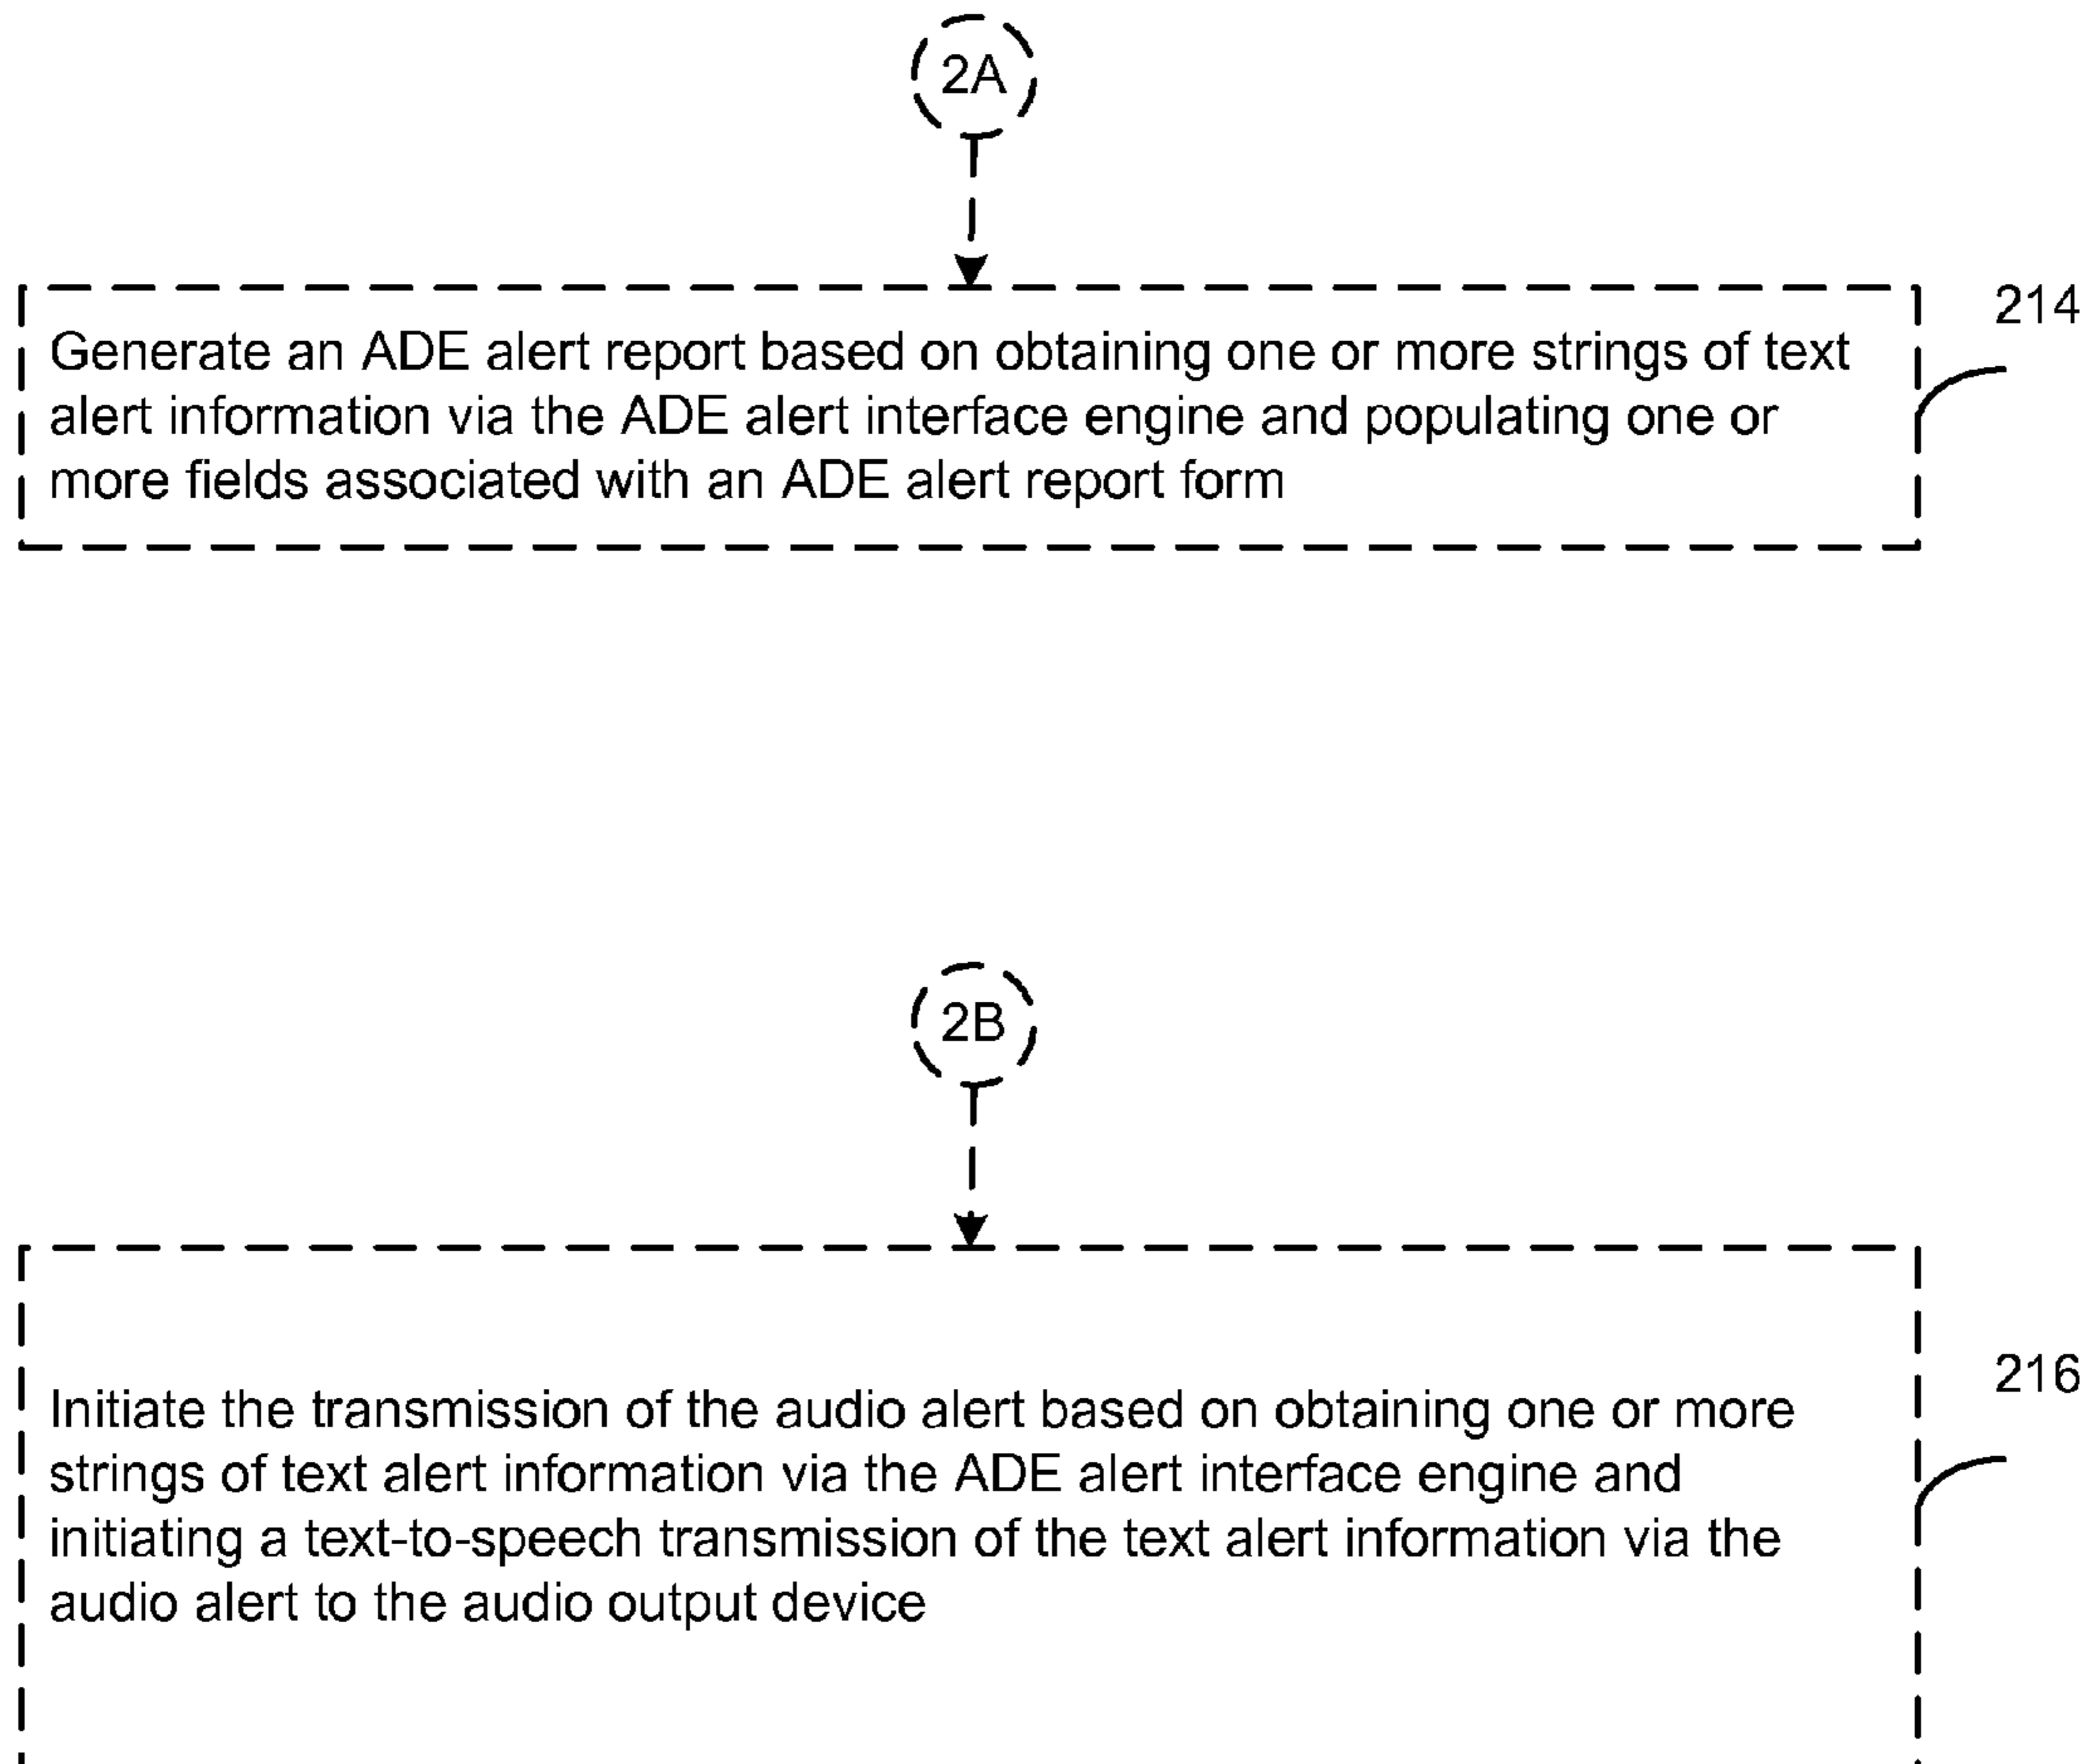 2A
214
Generate an ADE alert report based on obtaining one or more strings of text
alert information via the ADE alert interface engine and populating one or
more fields associated with an ADE alert report form
2B
216
Initiate the transmission of the audio alert based on obtaining one or more
strings of text alert information via the ADE alert interface engine and
initiating a text-to-speech transmission of the text alert information via the
audio alert to the audio output device